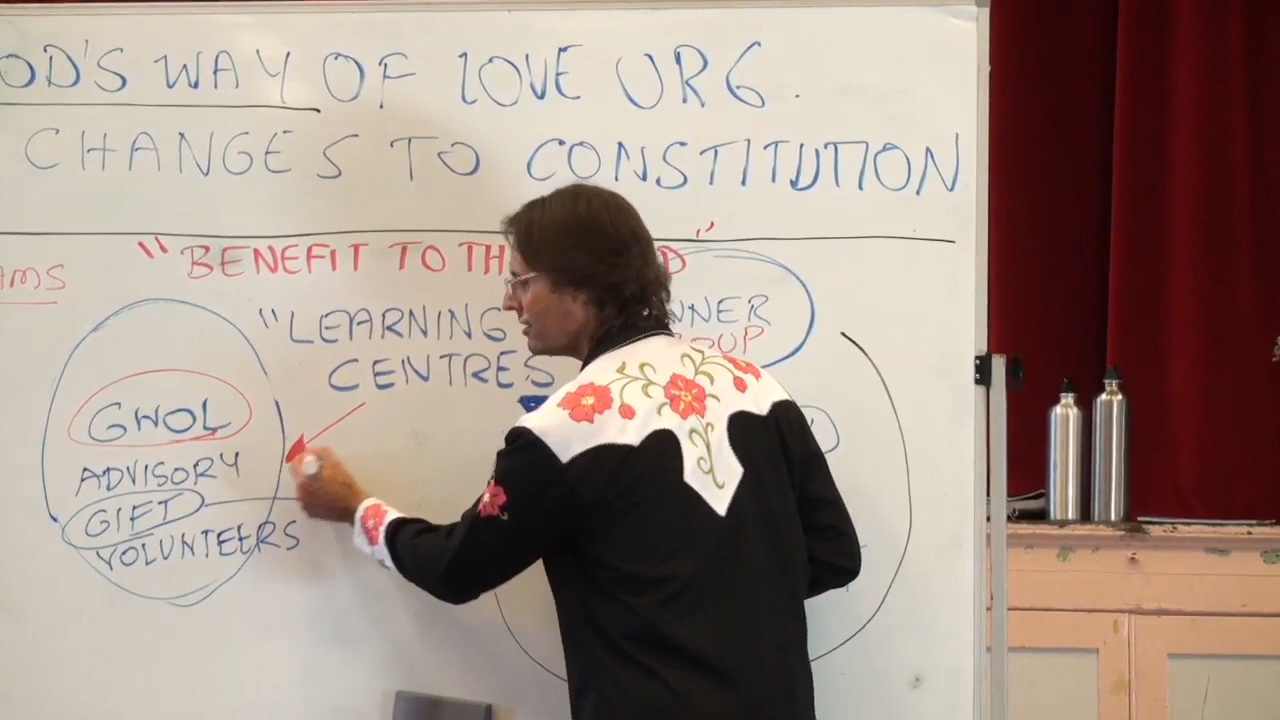 OD'S WAY OF LOVE URG.
CHANGES TO CONSTITUTION
"BENEFIT TO TH D"
AMS
"LEARNING
CENTRES
NNER
OUP
GWOL
ADVISORY
GIFT
VOLUNTEERS